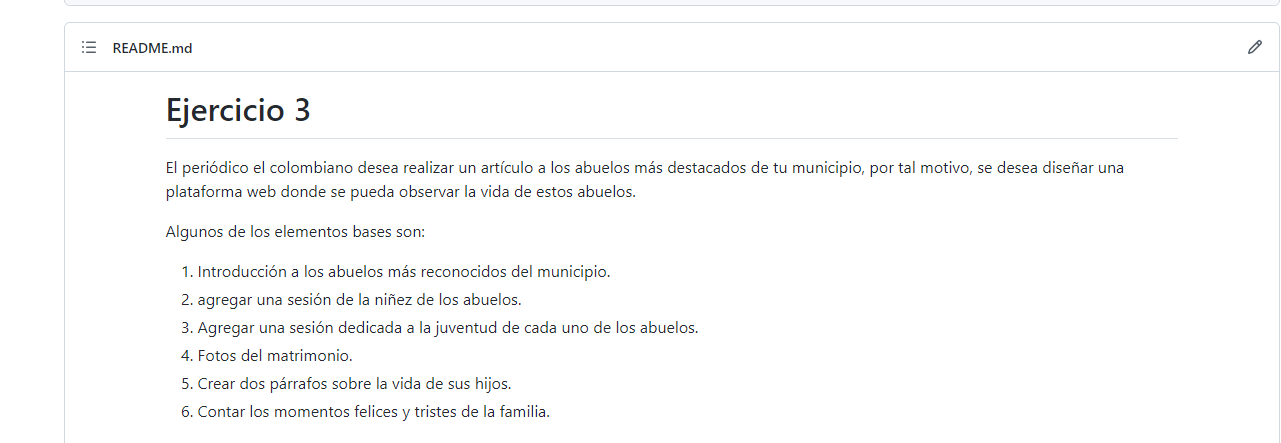 README.md
Ejercicio 3
El periódico el colombiano desea realizar un artículo a los abuelos más destacados de tu municipio, por tal motivo, se desea diseñar una
plataforma web donde se pueda observar la vida de estos abuelos.
Algunos de los elementos bases son:
1. Introducción a los abuelos más reconocidos del municipio.
2. agregar una sesión de la niñez de los abuelos.
3. Agregar una sesión dedicada a la juventud de cada uno de los abuelos.
4. Fotos del matrimonio.
5. Crear dos párrafos sobre la vida de sus hijos.
6. Contar los momentos felices y tristes de la familia.